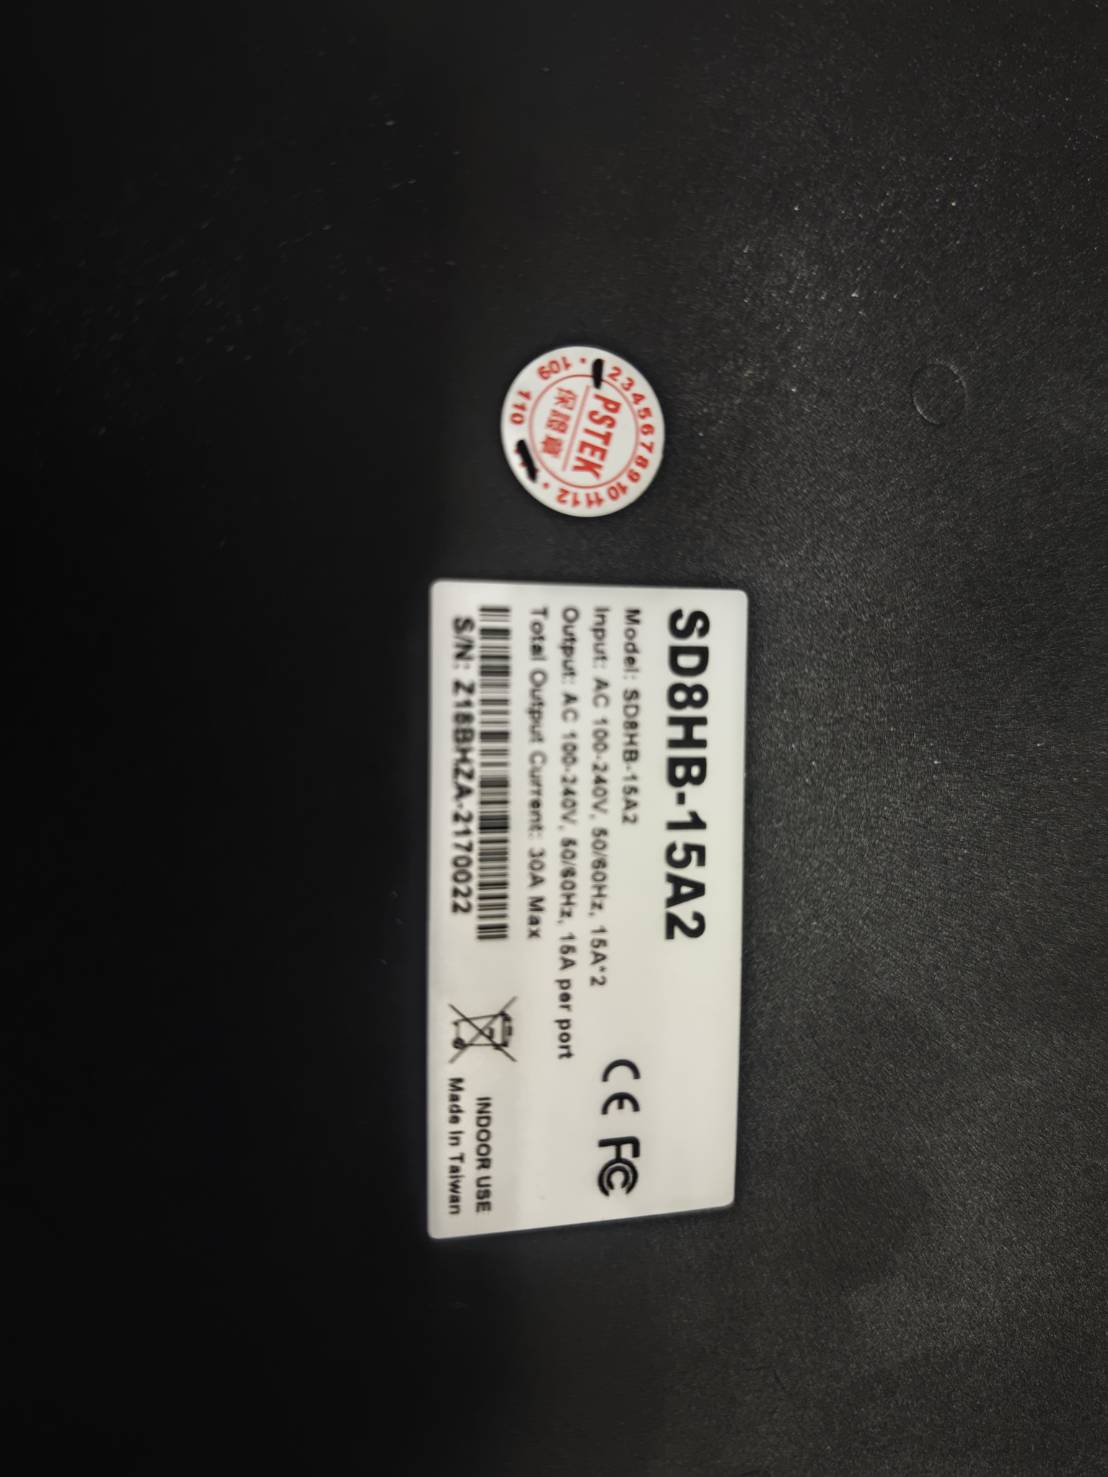 109 · 2 3 4 5 6 7 8 9 10 11 12 ·
110
PSTEK
保證章
SD8HB-15A2
Model: SD8HB-15A2
Input: AC 100-240V, 50/60Hz, 15A*2
Output: AC 100-240V, 50/60Hz, 15A per port
Total Output Current: 30A Max
S/N: Z18BHZA-2170022
CE FC
INDOOR USE
Made In Taiwan